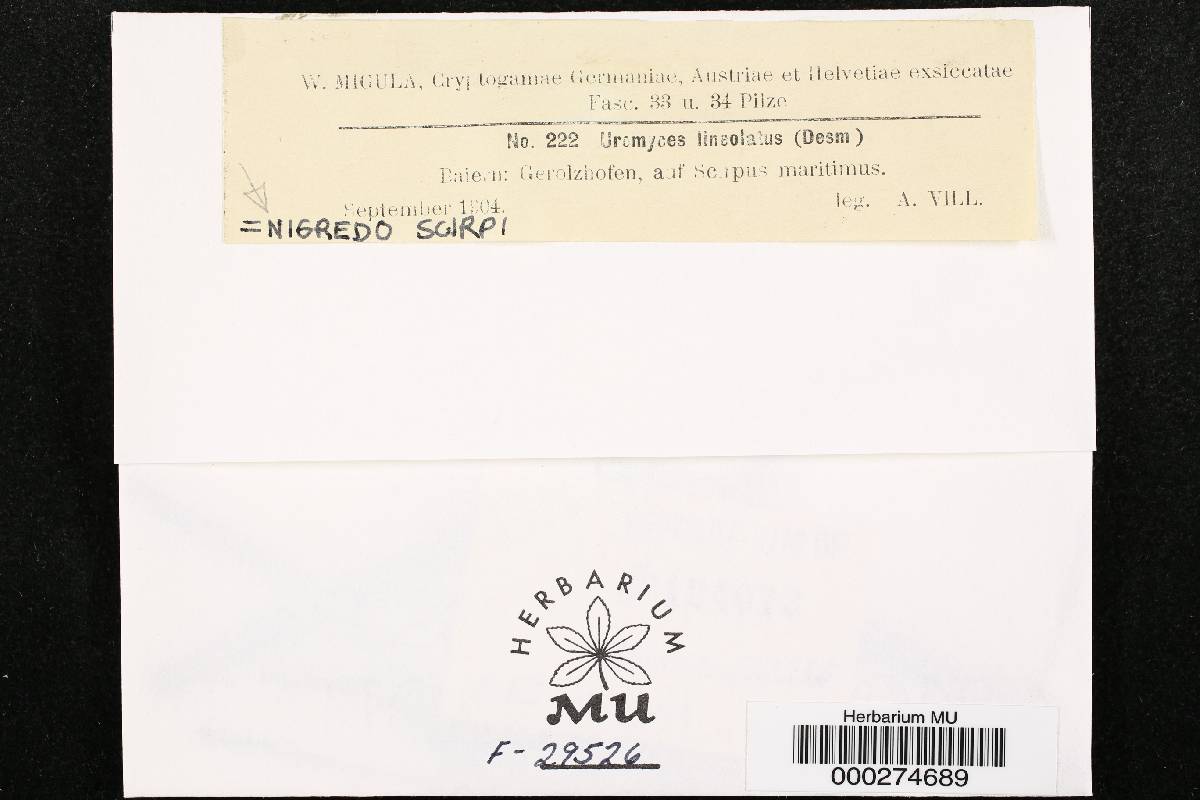 W. MIGULA, Cryptogamae Germaniae, Austriae et Helvetiae exsiccatae
Fasc. 33 u. 34 Pilze
No. 222 Uromyces lineolatus (Desm)
Baiern: Gerolzhofen, auf Scirpus maritimus.
September 1904. leg. A. VILL.
=NIGREDO SCIRPI
HERBARIUM
MU
F-29526
Herbarium MU
000274689